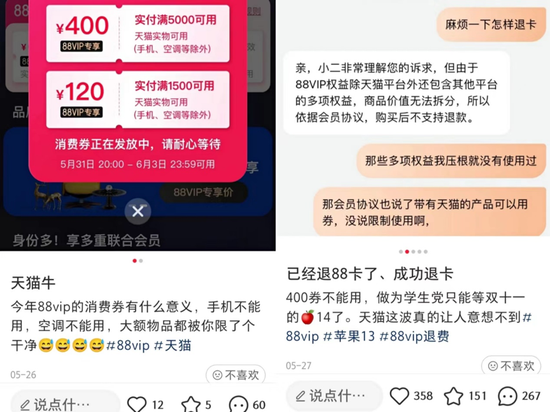 88VIP
¥400
88VIP专享
实付满5000可用
天猫实物可用
(手机、空调等除外)
¥120
88VIP专享
实付满1500可用
天猫实物可用
(手机、空调等除外)
消费券正在发放中，请耐心等待
5月31日 20:00 - 6月3日 23:59可用
88VIP专享价
身份多！享多重联合会员
天猫牛
今年88vip的消费券有什么意义，手机不能
用，空调不能用，大额物品都被你限了个
干净😅😅😅😅#88vip #天猫
05-26
不喜欢
说点什…
12
5
60
麻烦一下怎样退卡
亲，小二非常理解您的诉求，但由于
88VIP权益除天猫平台外还包含其他平台
的多项权益，商品价值无法拆分，所以
依据会员协议，购买后不支持退款。
那些多项权益我压根就没有使用过
那会员协议也说了带有天猫的产品可以用
券，没说限制使用啊，
已经退88卡了、成功退卡
400券不能用，做为学生党只能等双十一
的🍎14了。天猫这波真的让人意想不到#
88vip #苹果13 #88vip退费
05-27
不喜欢
说点什…
358
151
267